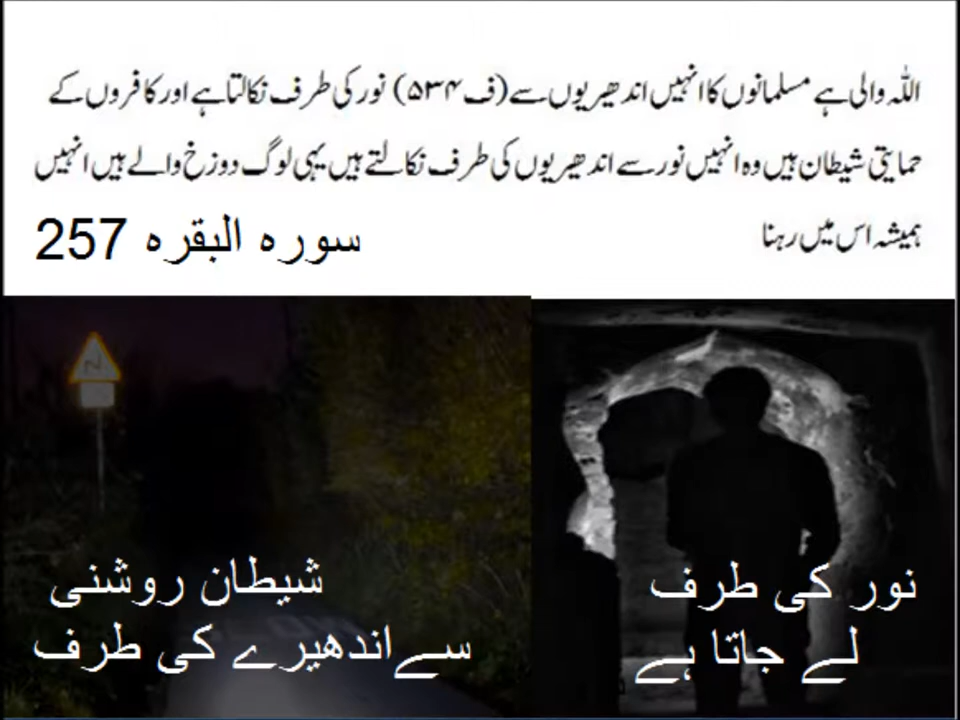 اللہ والی ہے مسلمانوں کا انہیں اندھیریوں سے (ف۵۳۴) نور کی طرف نکالتا ہے اور کافروں کے
حمایتی شیطان ہیں وہ انہیں نور سے اندھیریوں کی طرف نکالتے ہیں یہی لوگ دوزخ والے ہیں انہیں
ہمیشہ اس میں رہنا
سورہ البقرہ 257
نور کی طرف
لے جاتا ہے
شیطان روشنی
سے اندھیرے کی طرف